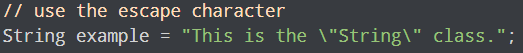 // use the escape character
String example = "This is the \"String\" class.";